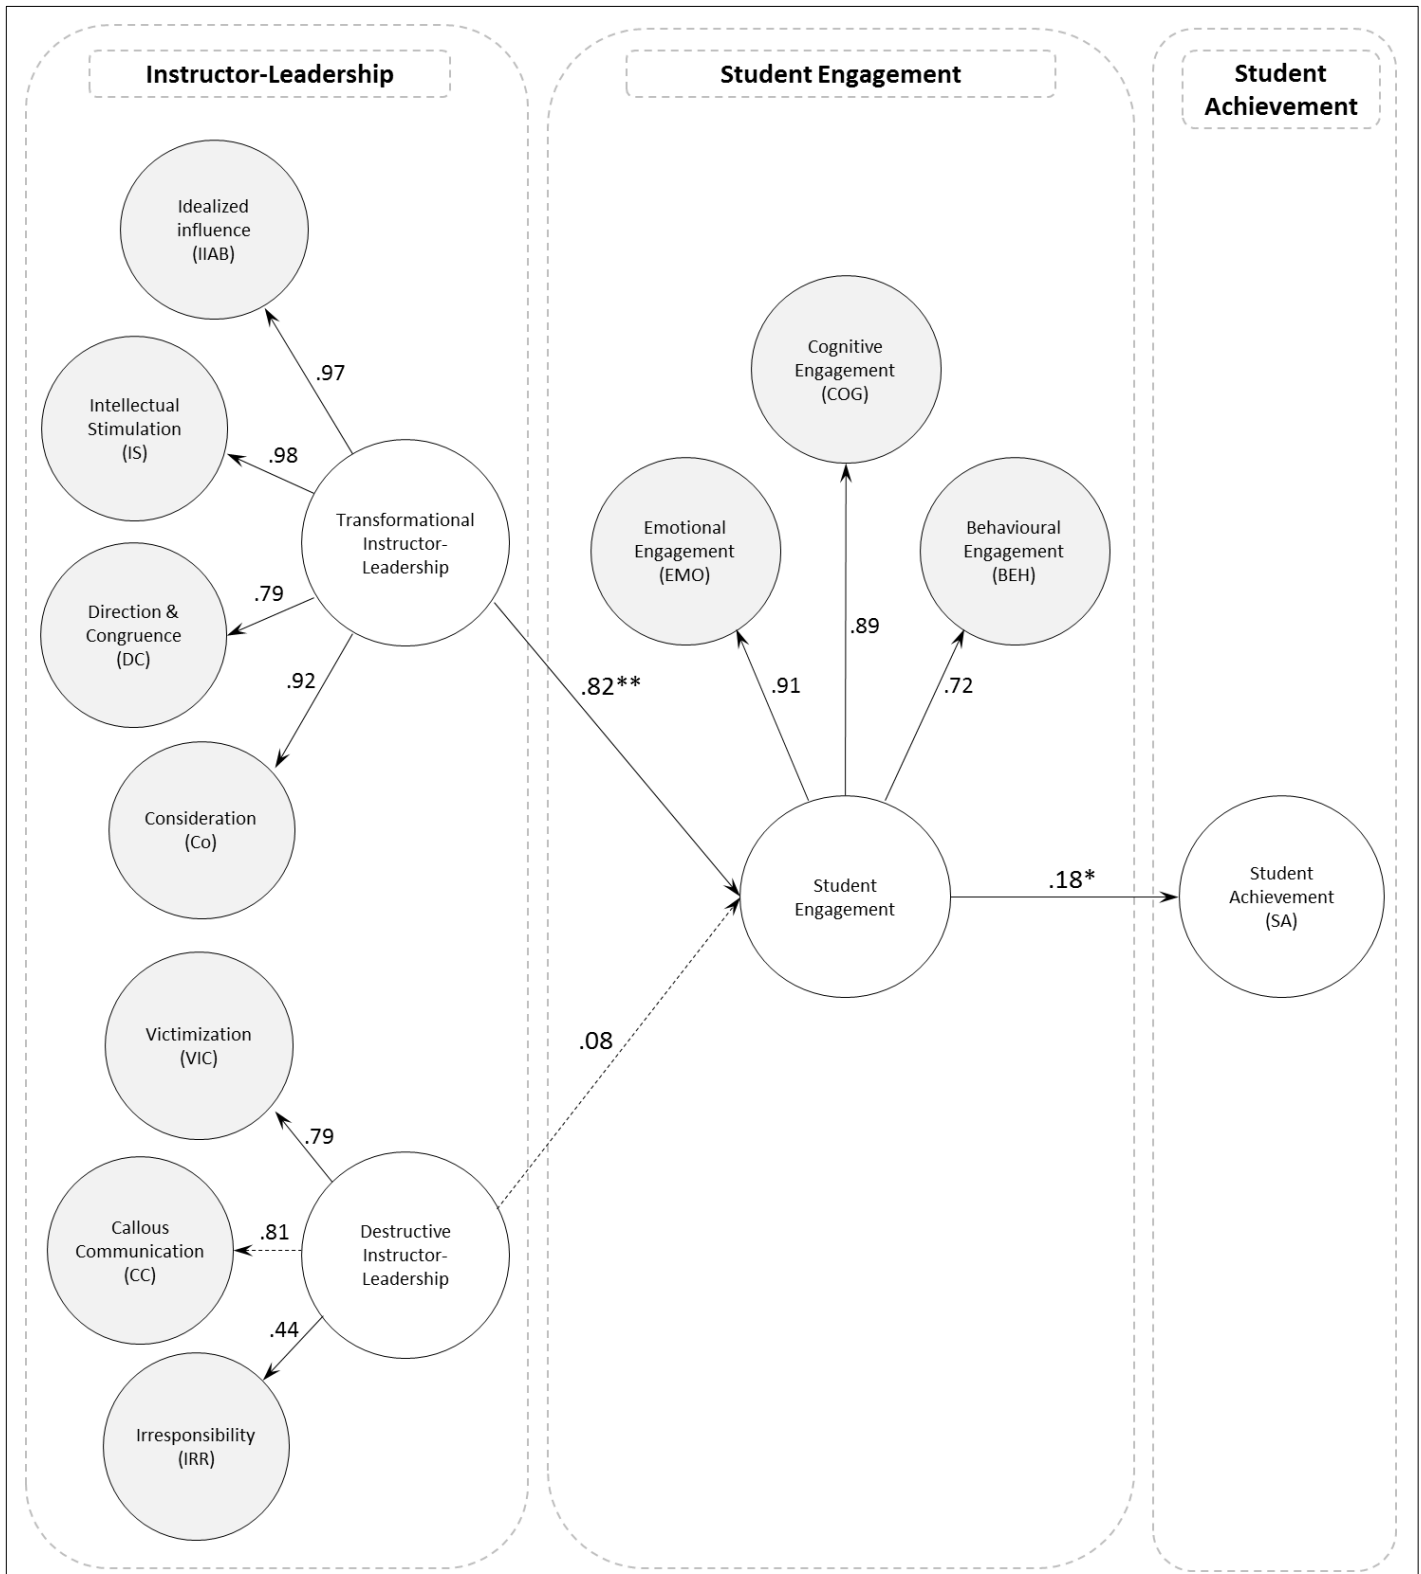 Instructor-Leadership
Idealized
influence
(IIAB)
.97
Intellectual
Stimulation
(IS)
.98
Transformational
Instructor-
Leadership
.79
Direction &
Congruence
(DC)
.92
Consideration
(Co)
Victimization
(VIC)
.79
Callous
Communication
(CC)
.81
Destructive
Instructor-
Leadership
.44
Irresponsibility
(IRR)
Student Engagement
Cognitive
Engagement
(COG)
Emotional
Engagement
(EMO)
Behavioural
Engagement
(BEH)
.89
.91
.72
.82**
Student
Engagement
.08
.18*
Student
Achievement
Student
Achievement
(SA)